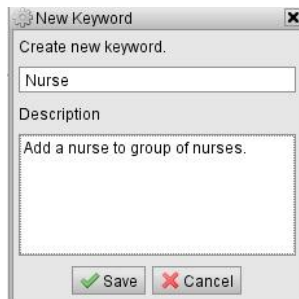 New Keyword
Create new keyword.
Nurse
Description
Add a nurse to group of nurses.
Save Cancel